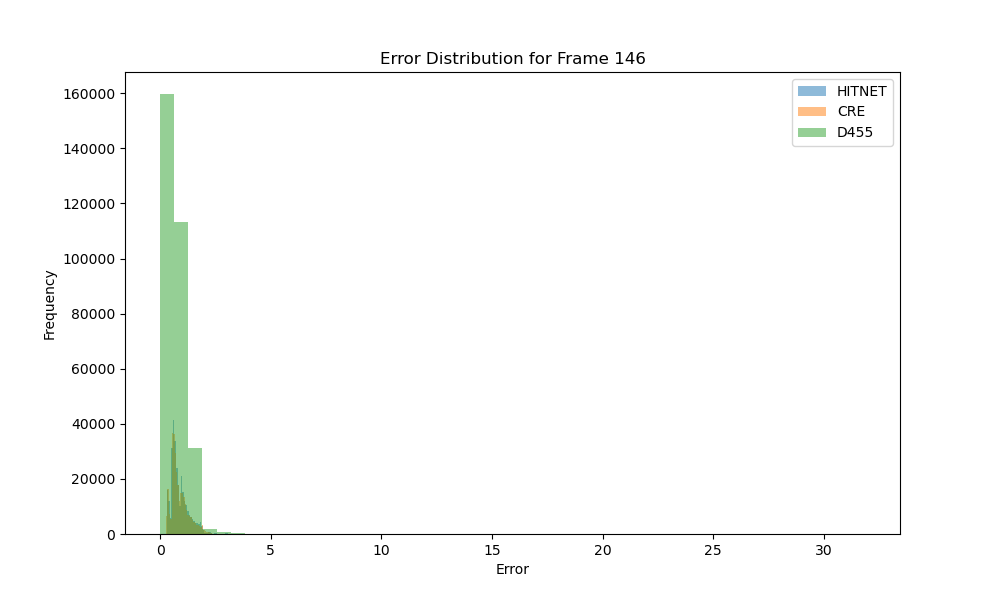 Error Distribution for Frame 146
HITNET
CRE
D455
Frequency
160000
140000
120000
100000
80000
60000
40000
20000
0
0 5 10 15 20 25 30
Error